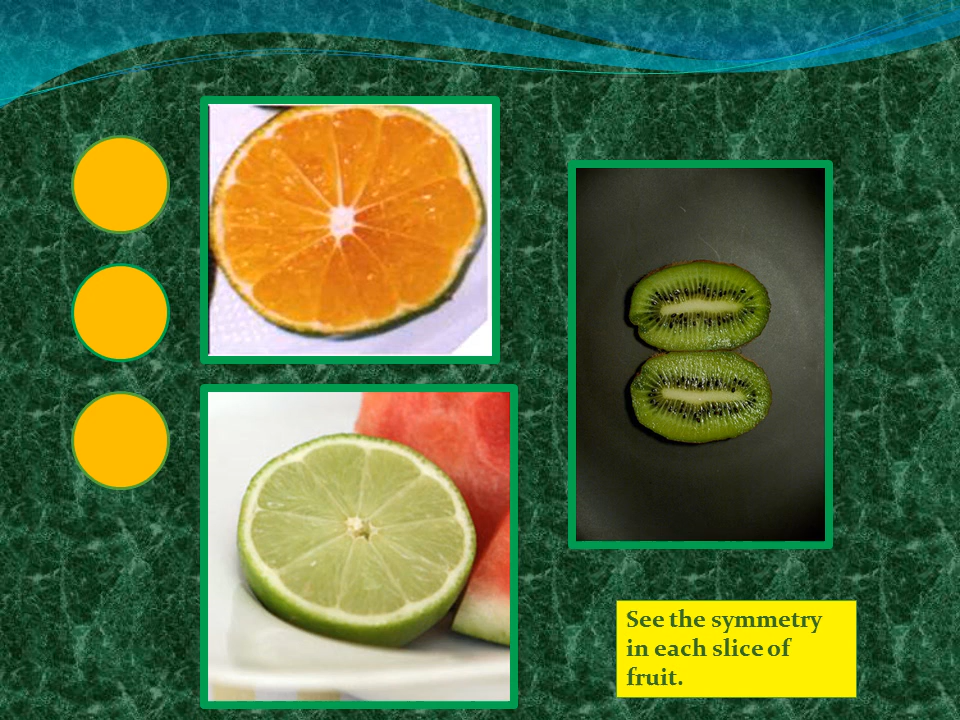 See the symmetry
in each slice of
fruit.